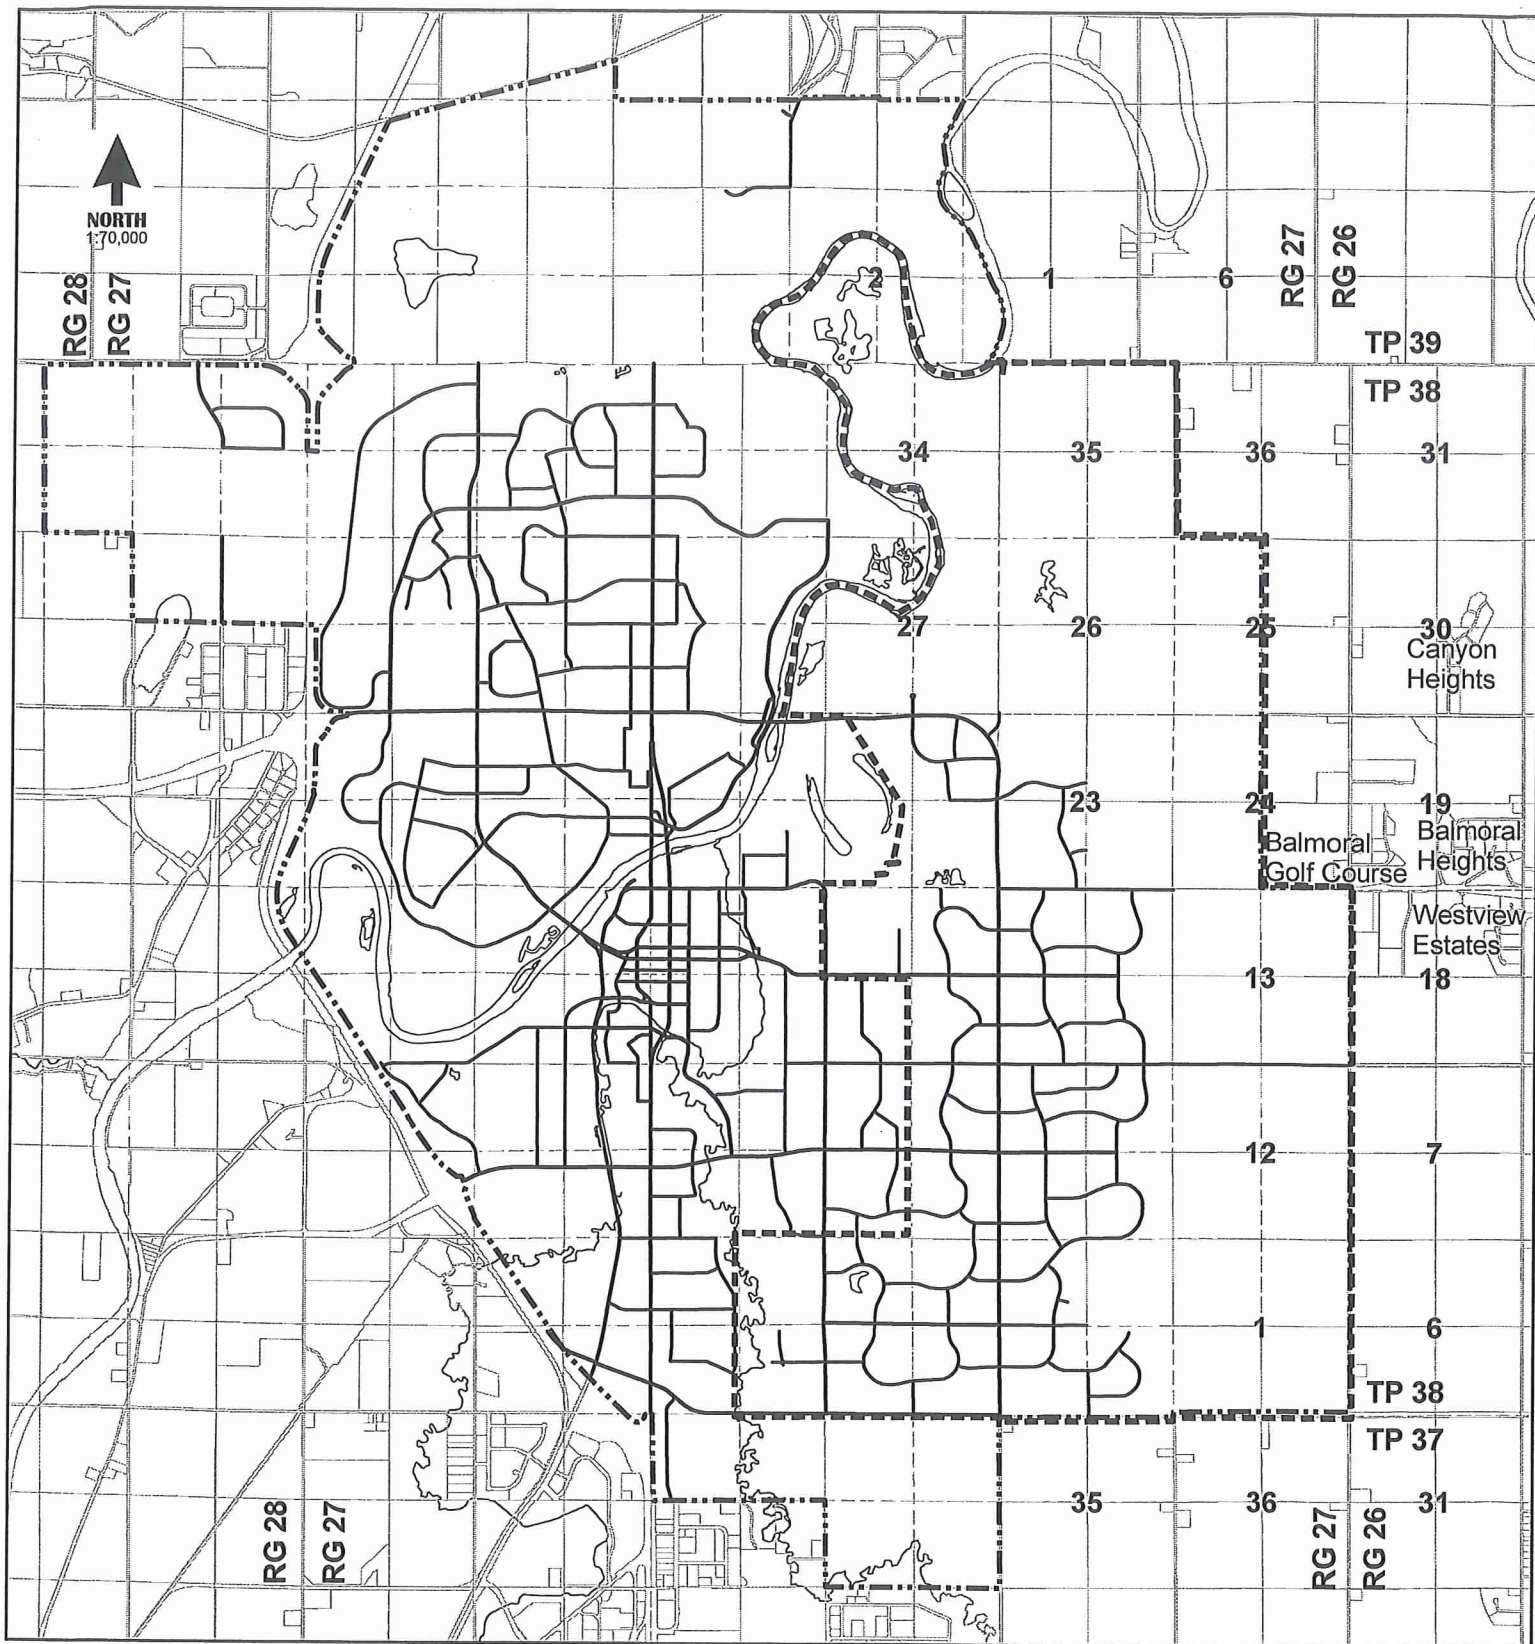 NORTH
1:70,000
RG 28
RG 27
2
1
6
RG 27
RG 26
TP 39
TP 38
34
35
36
31
27
26
25
30
Canyon
Heights
23
24
19
Balmoral
Golf Course
Balmoral
Heights
Westview
Estates
13
18
12
7
1
6
TP 38
TP 37
RG 28
RG 27
35
36
31
RG 27
RG 26